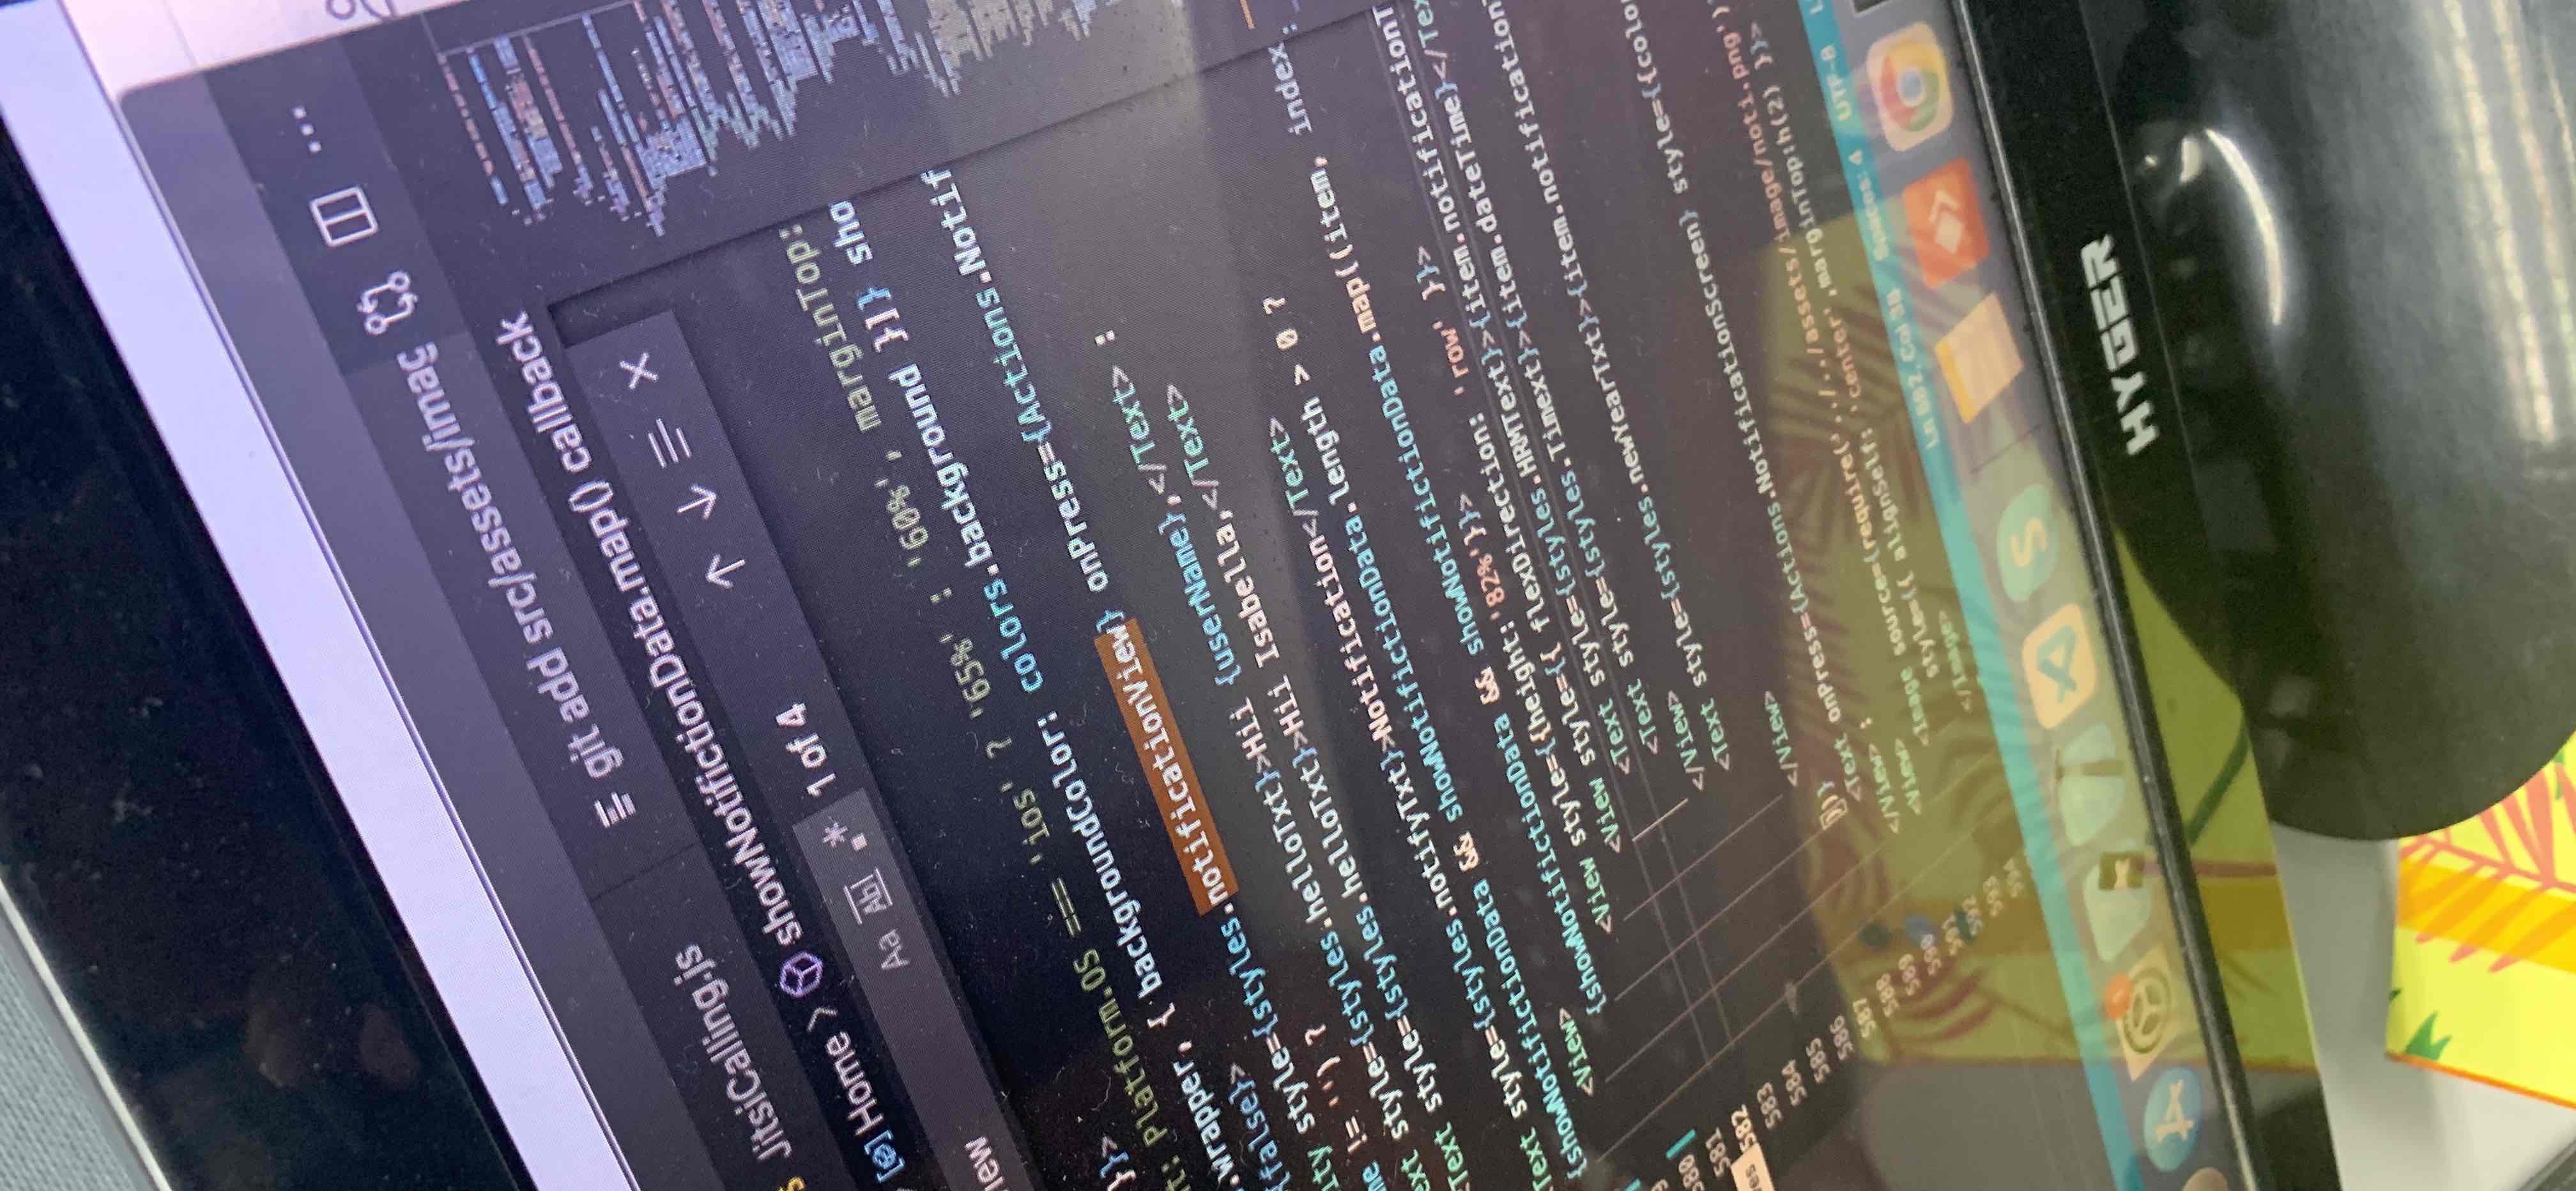 git add src/assets/imag
JitsiCalling.js
Home > showNotifictionData.map() callback
Aa Abl .* 1 of 4
iew
}}>
t: Platform.OS === 'ios' ? '65%' : '60%', marginTop:
.wrapper, { backgroundColor: colors.background }]} sho
{false}>
ity style={styles.notificationView} onPress={Actions.Notif
me != '') ?
ext style={styles.helloTxt}>Hii {userName},</Text> :
<Text style={styles.helloTxt}>Hii Isabella,</Text>
Text style={styles.notifyTxt}>Notification</Text>
{showNotifictionData && showNotifictionData.length > 0 ?
<View>
{showNotifictionData && showNotifictionData.map((item, index
<View style={{height:'82%'}}>
<View style={{ flexDirection: 'row' }}>
<Text style={styles.HRMText}>{item.notificationT
<Text style={styles.Timext}>{item.dateTime}</Tex
</View>
<Text style={styles.newYearTxt}>{item.notification
</View>
))}
<Text onPress={Actions.NotificationScreen} style={{colo
</View> :
<View>
<Image source={require('../../assets/image/noti.png')
style={{ alignSelf: 'center',marginTop:h(2) }}>
</Image>
9
580
581
582
583
584
585
586
587
588
589
590
591
592
593
594
ves
Ln 582, Col 38 Spaces: 4 UTF-8 L
HYGER